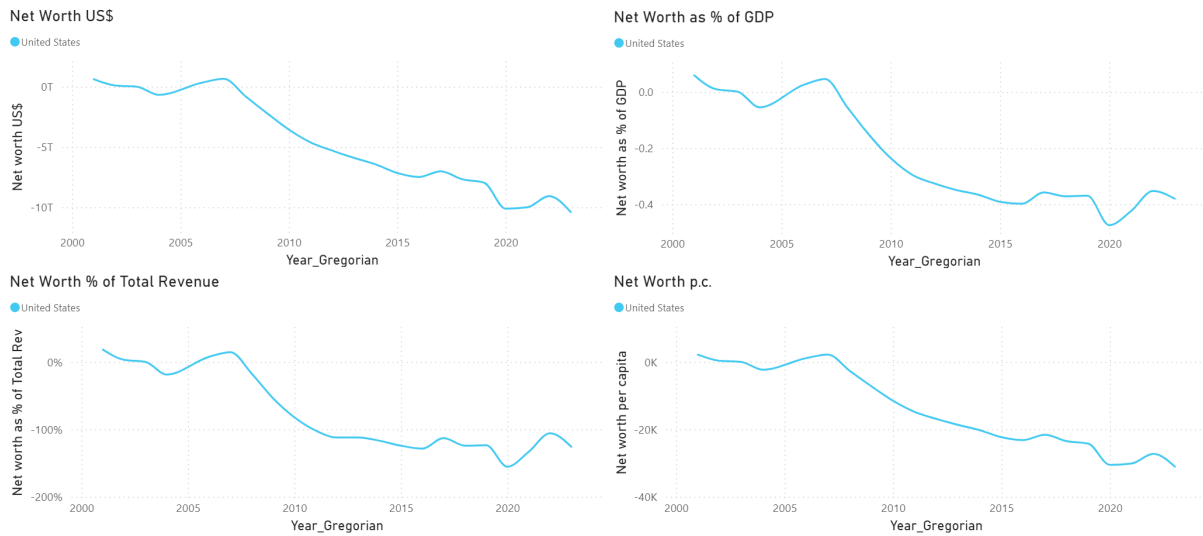 Net Worth US$
United States
0T
-5T
-10T
Net worth US$
2000 2005 2010 2015 2020
Year_Gregorian
Net Worth as % of GDP
United States
0.0
-0.2
-0.4
Net worth as % of GDP
2000 2005 2010 2015 2020
Year_Gregorian
Net Worth % of Total Revenue
United States
0%
-100%
-200%
Net worth as % of Total Rev
2000 2005 2010 2015 2020
Year_Gregorian
Net Worth p.c.
United States
0K
-20K
-40K
Net worth per capita
2000 2005 2010 2015 2020
Year_Gregorian